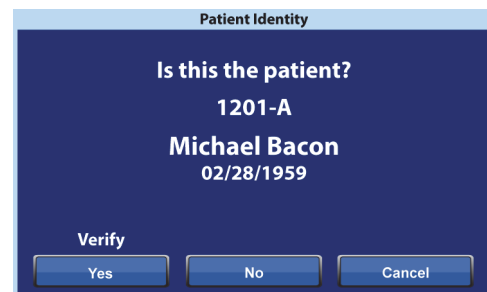 Patient Identity
Is this the patient?
1201-A
Michael Bacon
02/28/1959
Verify
Yes No Cancel